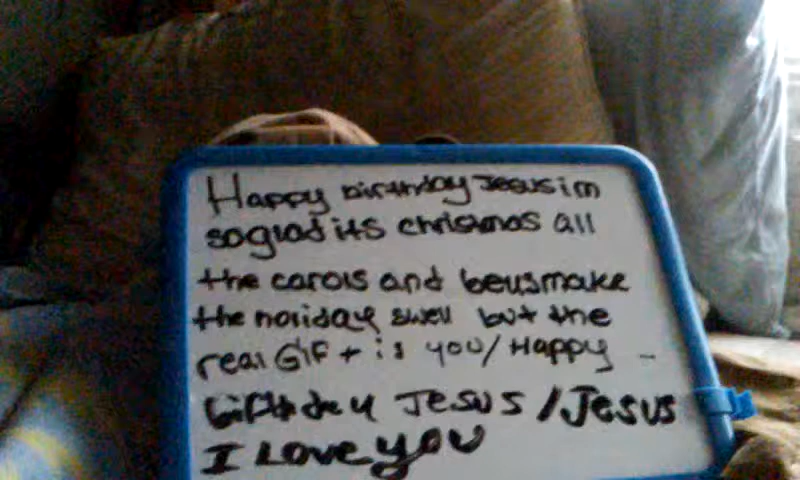 Happy birthday Jesus im
so glad its christmas all
the carols and bells make
the holiday swell but the
real GiFt is you/Happy -
birthday Jesus/Jesus
I Love you